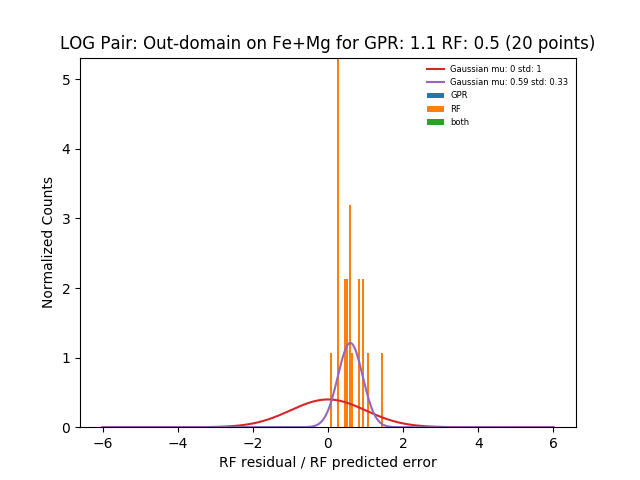 LOG Pair: Out-domain on Fe+Mg for GPR: 1.1 RF: 0.5 (20 points)
Gaussian mu: 0 std: 1
Gaussian mu: 0.59 std: 0.33
GPR
RF
both
Normalized Counts
5
4
3
2
1
0
−6 −4 −2 0 2 4 6
RF residual / RF predicted error